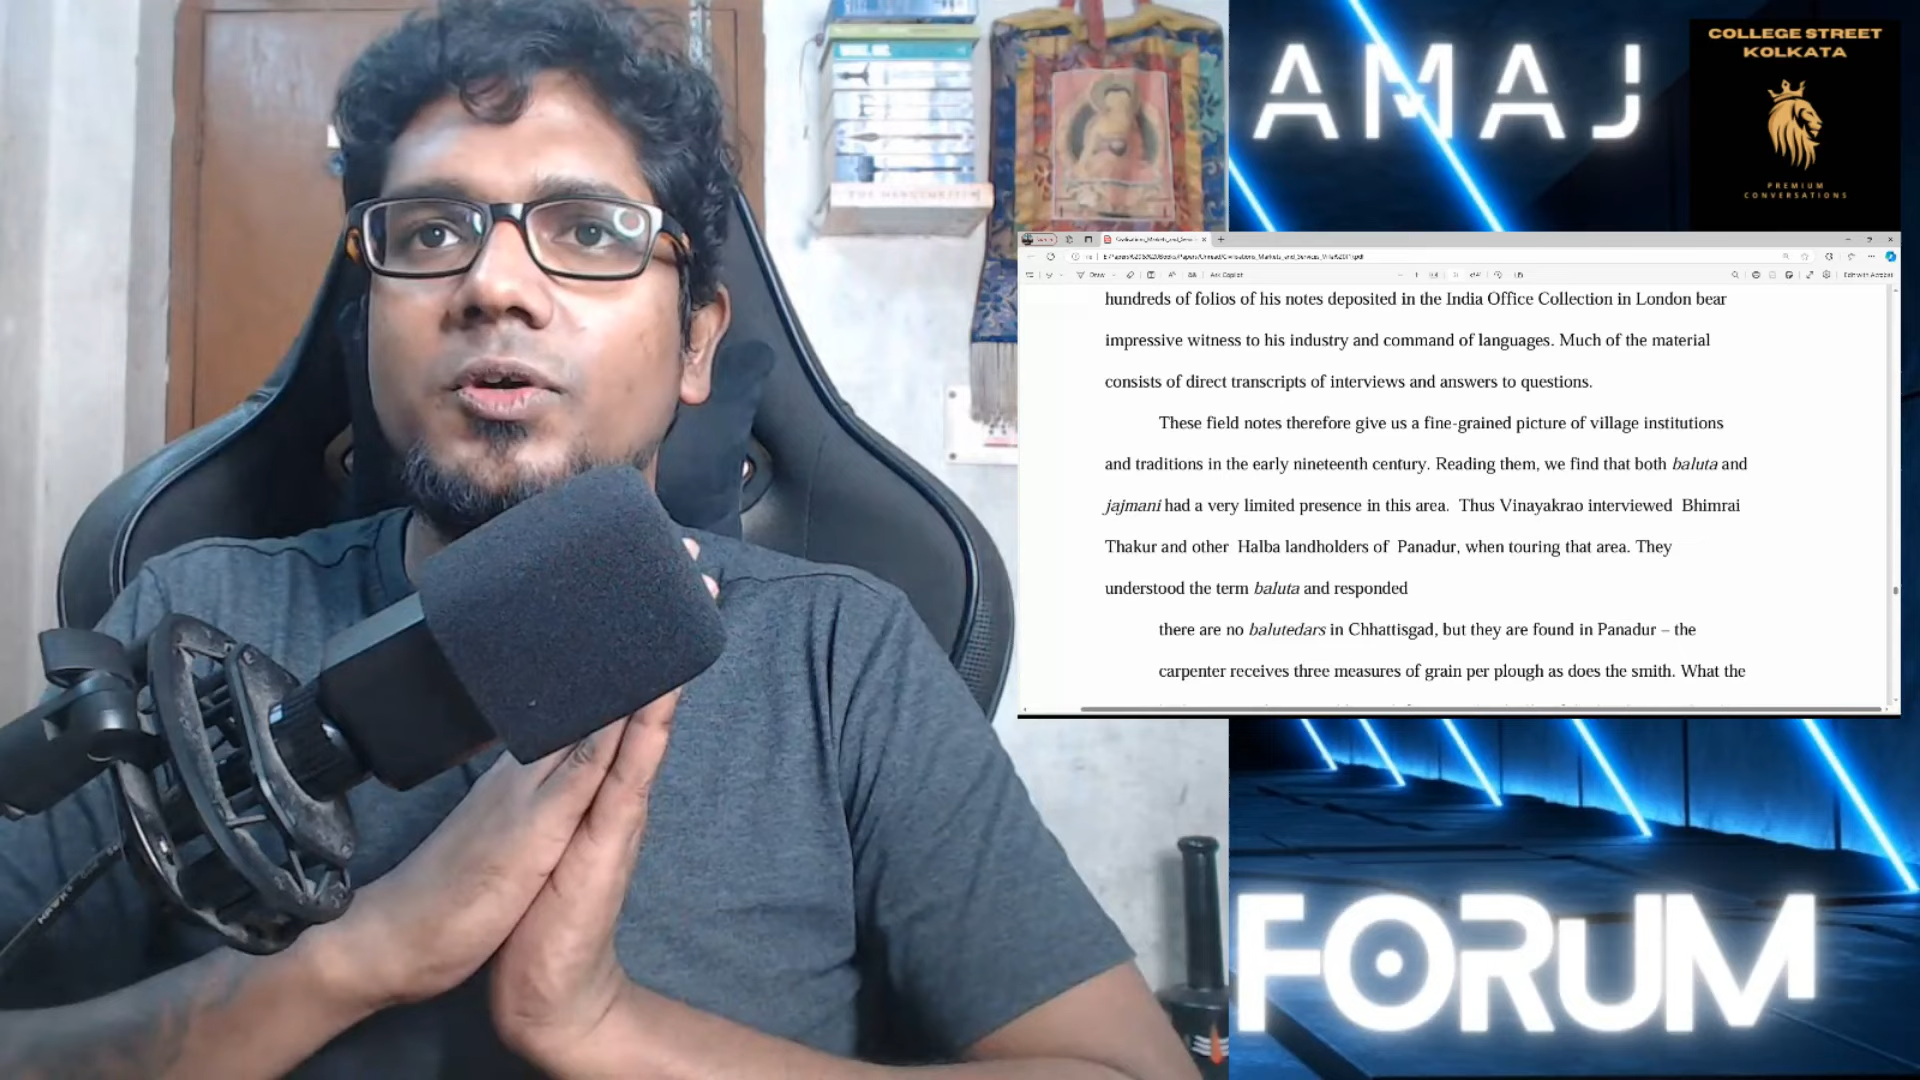 AMAJ
COLLEGE STREET
KOLKATA
PREMIUM
CONVERSATIONS
Draw
Ask Copilot
Edit with Acrobat
hundreds of folios of his notes deposited in the India Office Collection in London bear
impressive witness to his industry and command of languages. Much of the material
consists of direct transcripts of interviews and answers to questions.
These field notes therefore give us a fine-grained picture of village institutions
and traditions in the early nineteenth century. Reading them, we find that both baluta and
jajmani had a very limited presence in this area. Thus Vinayakrao interviewed Bhimrai
Thakur and other Halba landholders of Panadur, when touring that area. They
understood the term baluta and responded
there are no balutedars in Chhattisgad, but they are found in Panadur – the
carpenter receives three measures of grain per plough as does the smith. What the
FORUM